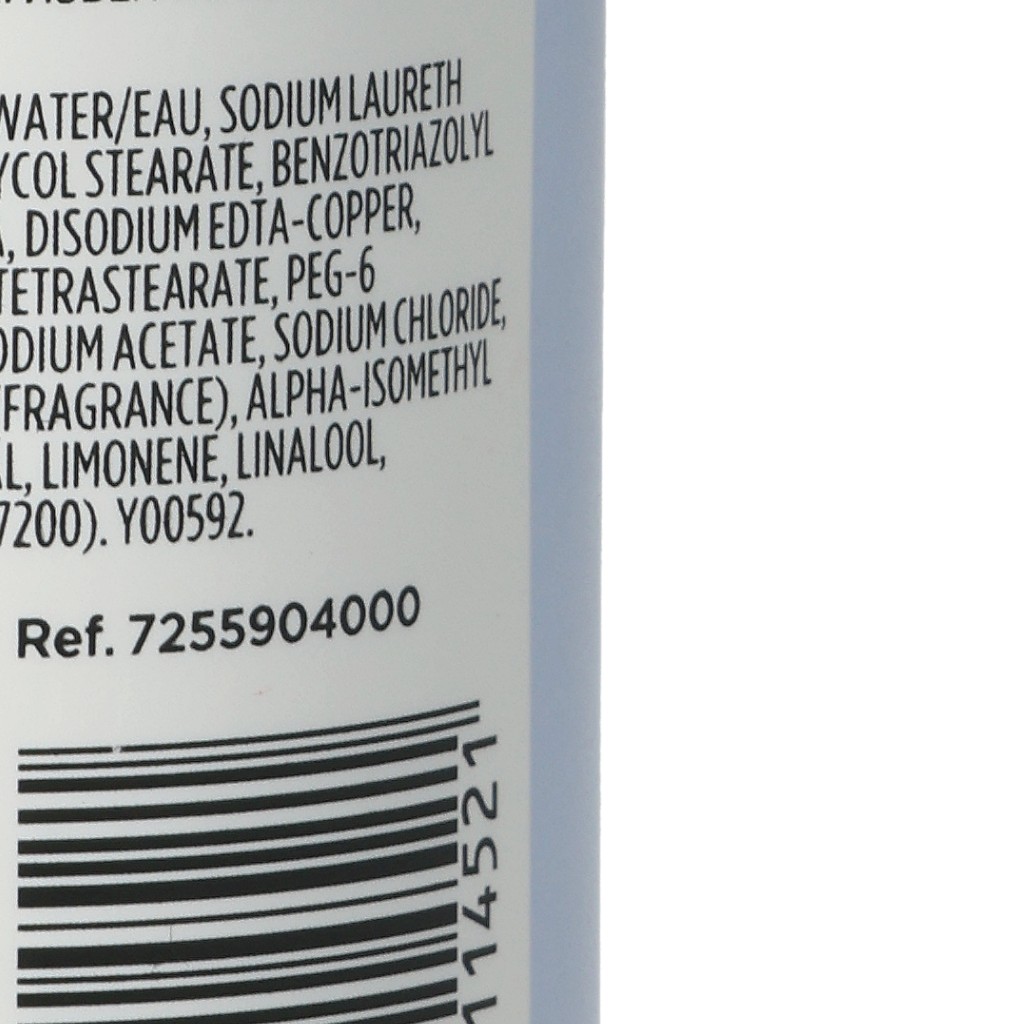 WATER/EAU, SODIUM LAURETH
YCOL STEARATE, BENZOTRIAZOLYL
A, DISODIUM EDTA-COPPER,
TETRASTEARATE, PEG-6
ODIUM ACETATE, SODIUM CHLORIDE,
(FRAGRANCE), ALPHA-ISOMETHYL
AL, LIMONENE, LINALOOL,
7200). Y00592.
Ref. 7255904000
114521